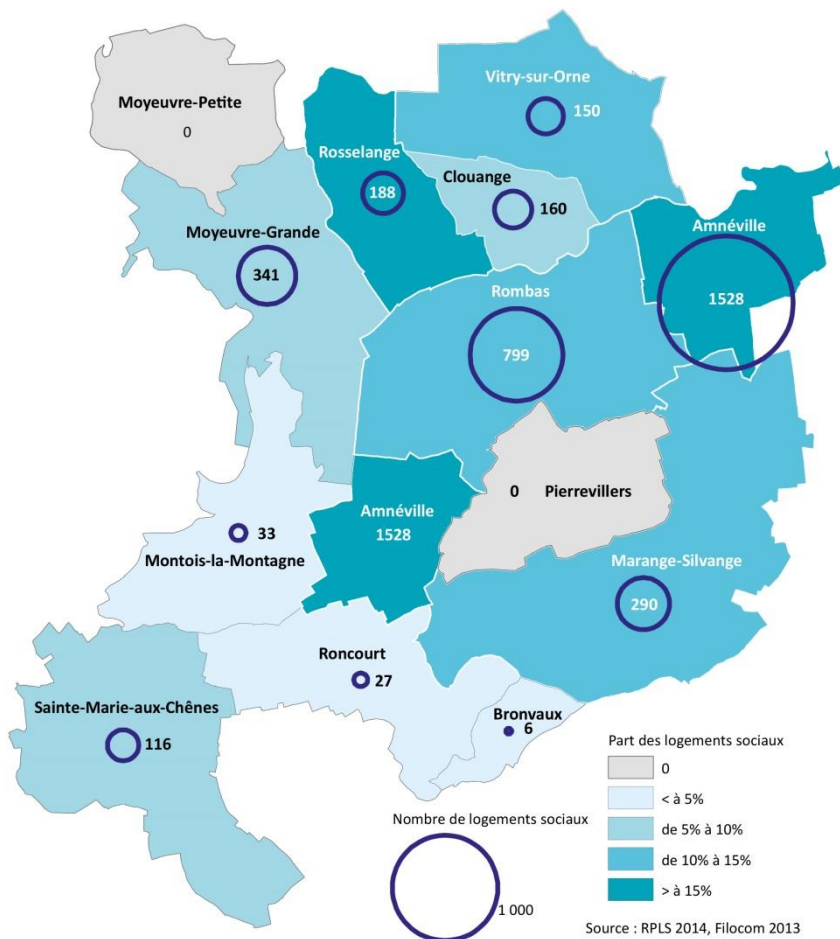 Vitry-sur-Orne
150
Moyeuvre-Petite
0
Rosselange
188
Clouange
160
Moyeuvre-Grande
341
Amnéville
1528
Rombas
799
0 Pierrevillers
Amnéville
1528
33
Montois-la-Montagne
Marange-Silvange
290
Roncourt
27
Bronvaux
6
Sainte-Marie-aux-Chênes
116
Part des logements sociaux
0
< à 5%
de 5% à 10%
de 10% à 15%
> à 15%
Nombre de logements sociaux
1 000
Source : RPLS 2014, Filocom 2013